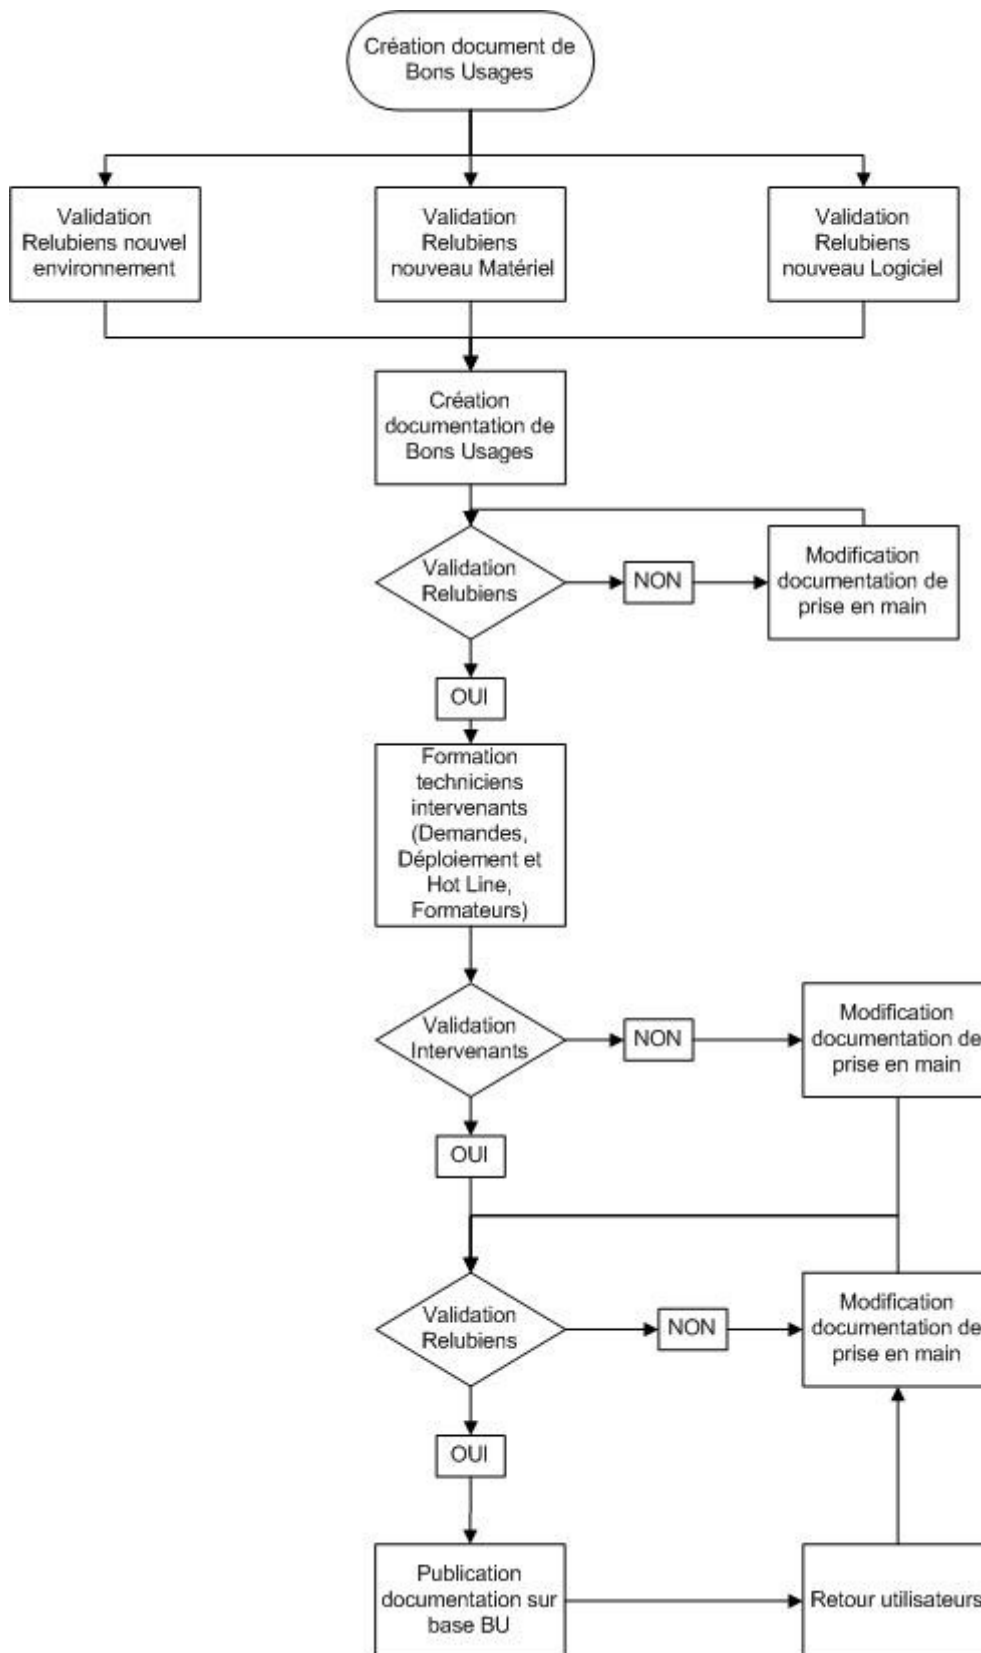 Création document de
Bons Usages
Validation
Relubiens nouvel
environnement
Validation
Relubiens
nouveau Matériel
Validation
Relubiens
nouveau Logiciel
Création
documentation de
Bons Usages
Validation
Relubiens
NON
Modification
documentation de
prise en main
OUI
Formation
techniciens
intervenants
(Demandes,
Déploiement et
Hot Line,
Formateurs)
Validation
Intervenants
NON
Modification
documentation de
prise en main
OUI
Validation
Relubiens
NON
Modification
documentation de
prise en main
OUI
Publication
documentation sur
base BU
Retour utilisateurs